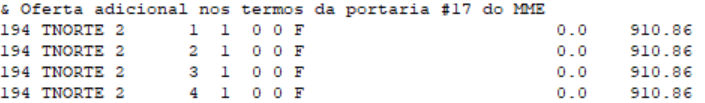 & Oferta adicional nos termos da portaria #17 do MME
194 TNORTE 2 1 1 0 0 F 0.0 910.86
194 TNORTE 2 2 1 0 0 F 0.0 910.86
194 TNORTE 2 3 1 0 0 F 0.0 910.86
194 TNORTE 2 4 1 0 0 F 0.0 910.86